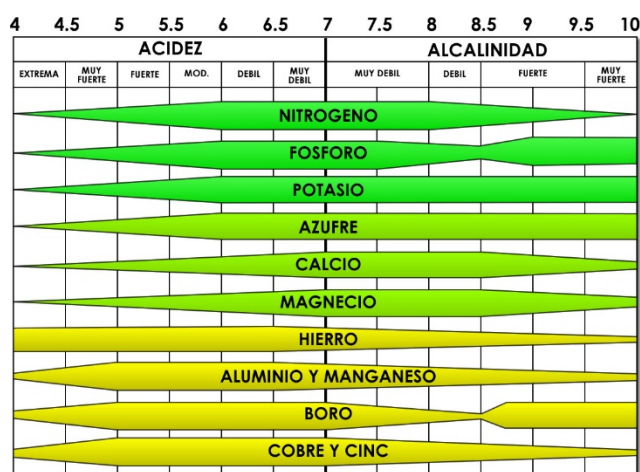 4 4.5 5 5.5 6 6.5 7 7.5 8 8.5 9 9.5 10
ACIDEZ ALCALINIDAD
EXTREMA MUY FUERTE FUERTE MOD. DEBIL MUY DEBIL MUY DEBIL DEBIL FUERTE MUY FUERTE
NITROGENO
FOSFORO
POTASIO
AZUFRE
CALCIO
MAGNECIO
HIERRO
ALUMINIO Y MANGANESO
BORO
COBRE Y CINC